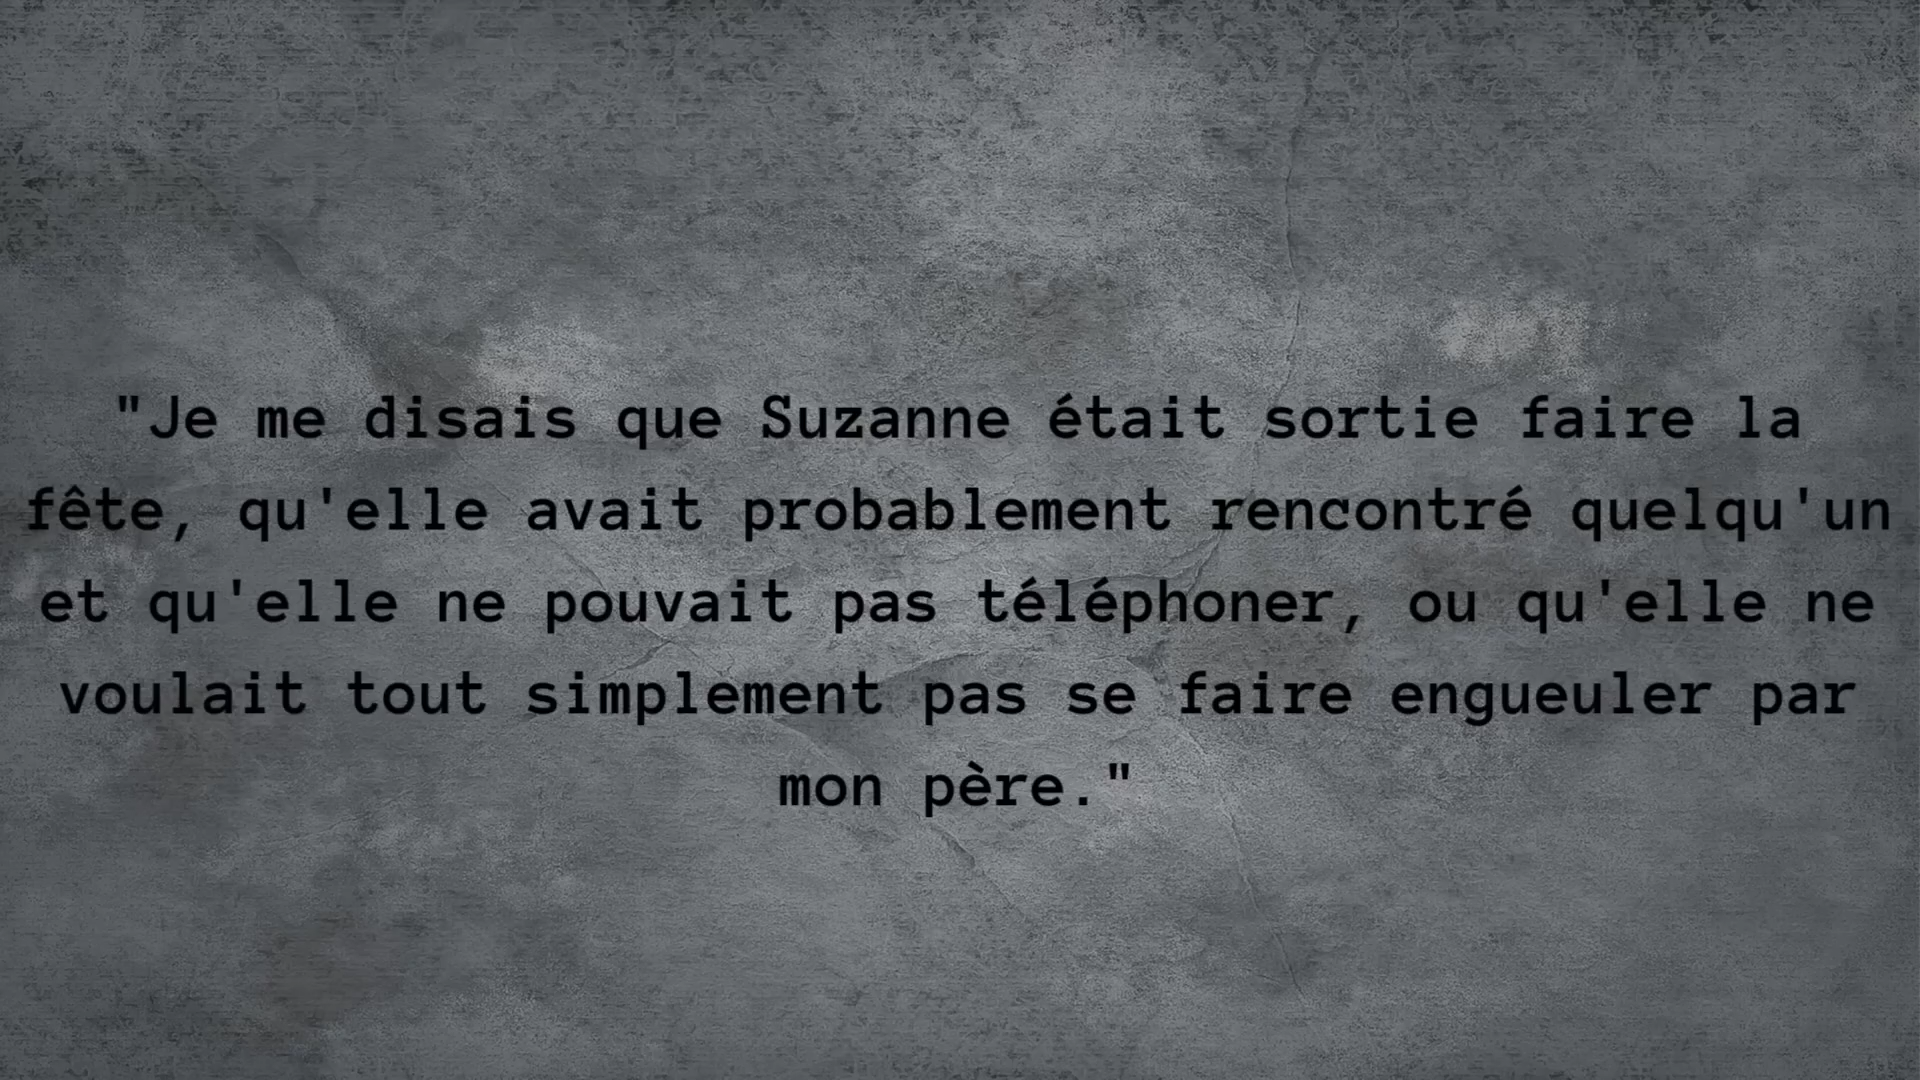 "Je me disais que Suzanne était sortie faire la
fête, qu'elle avait probablement rencontré quelqu'un
et qu'elle ne pouvait pas téléphoner, ou qu'elle ne
voulait tout simplement pas se faire engueuler par
mon père."